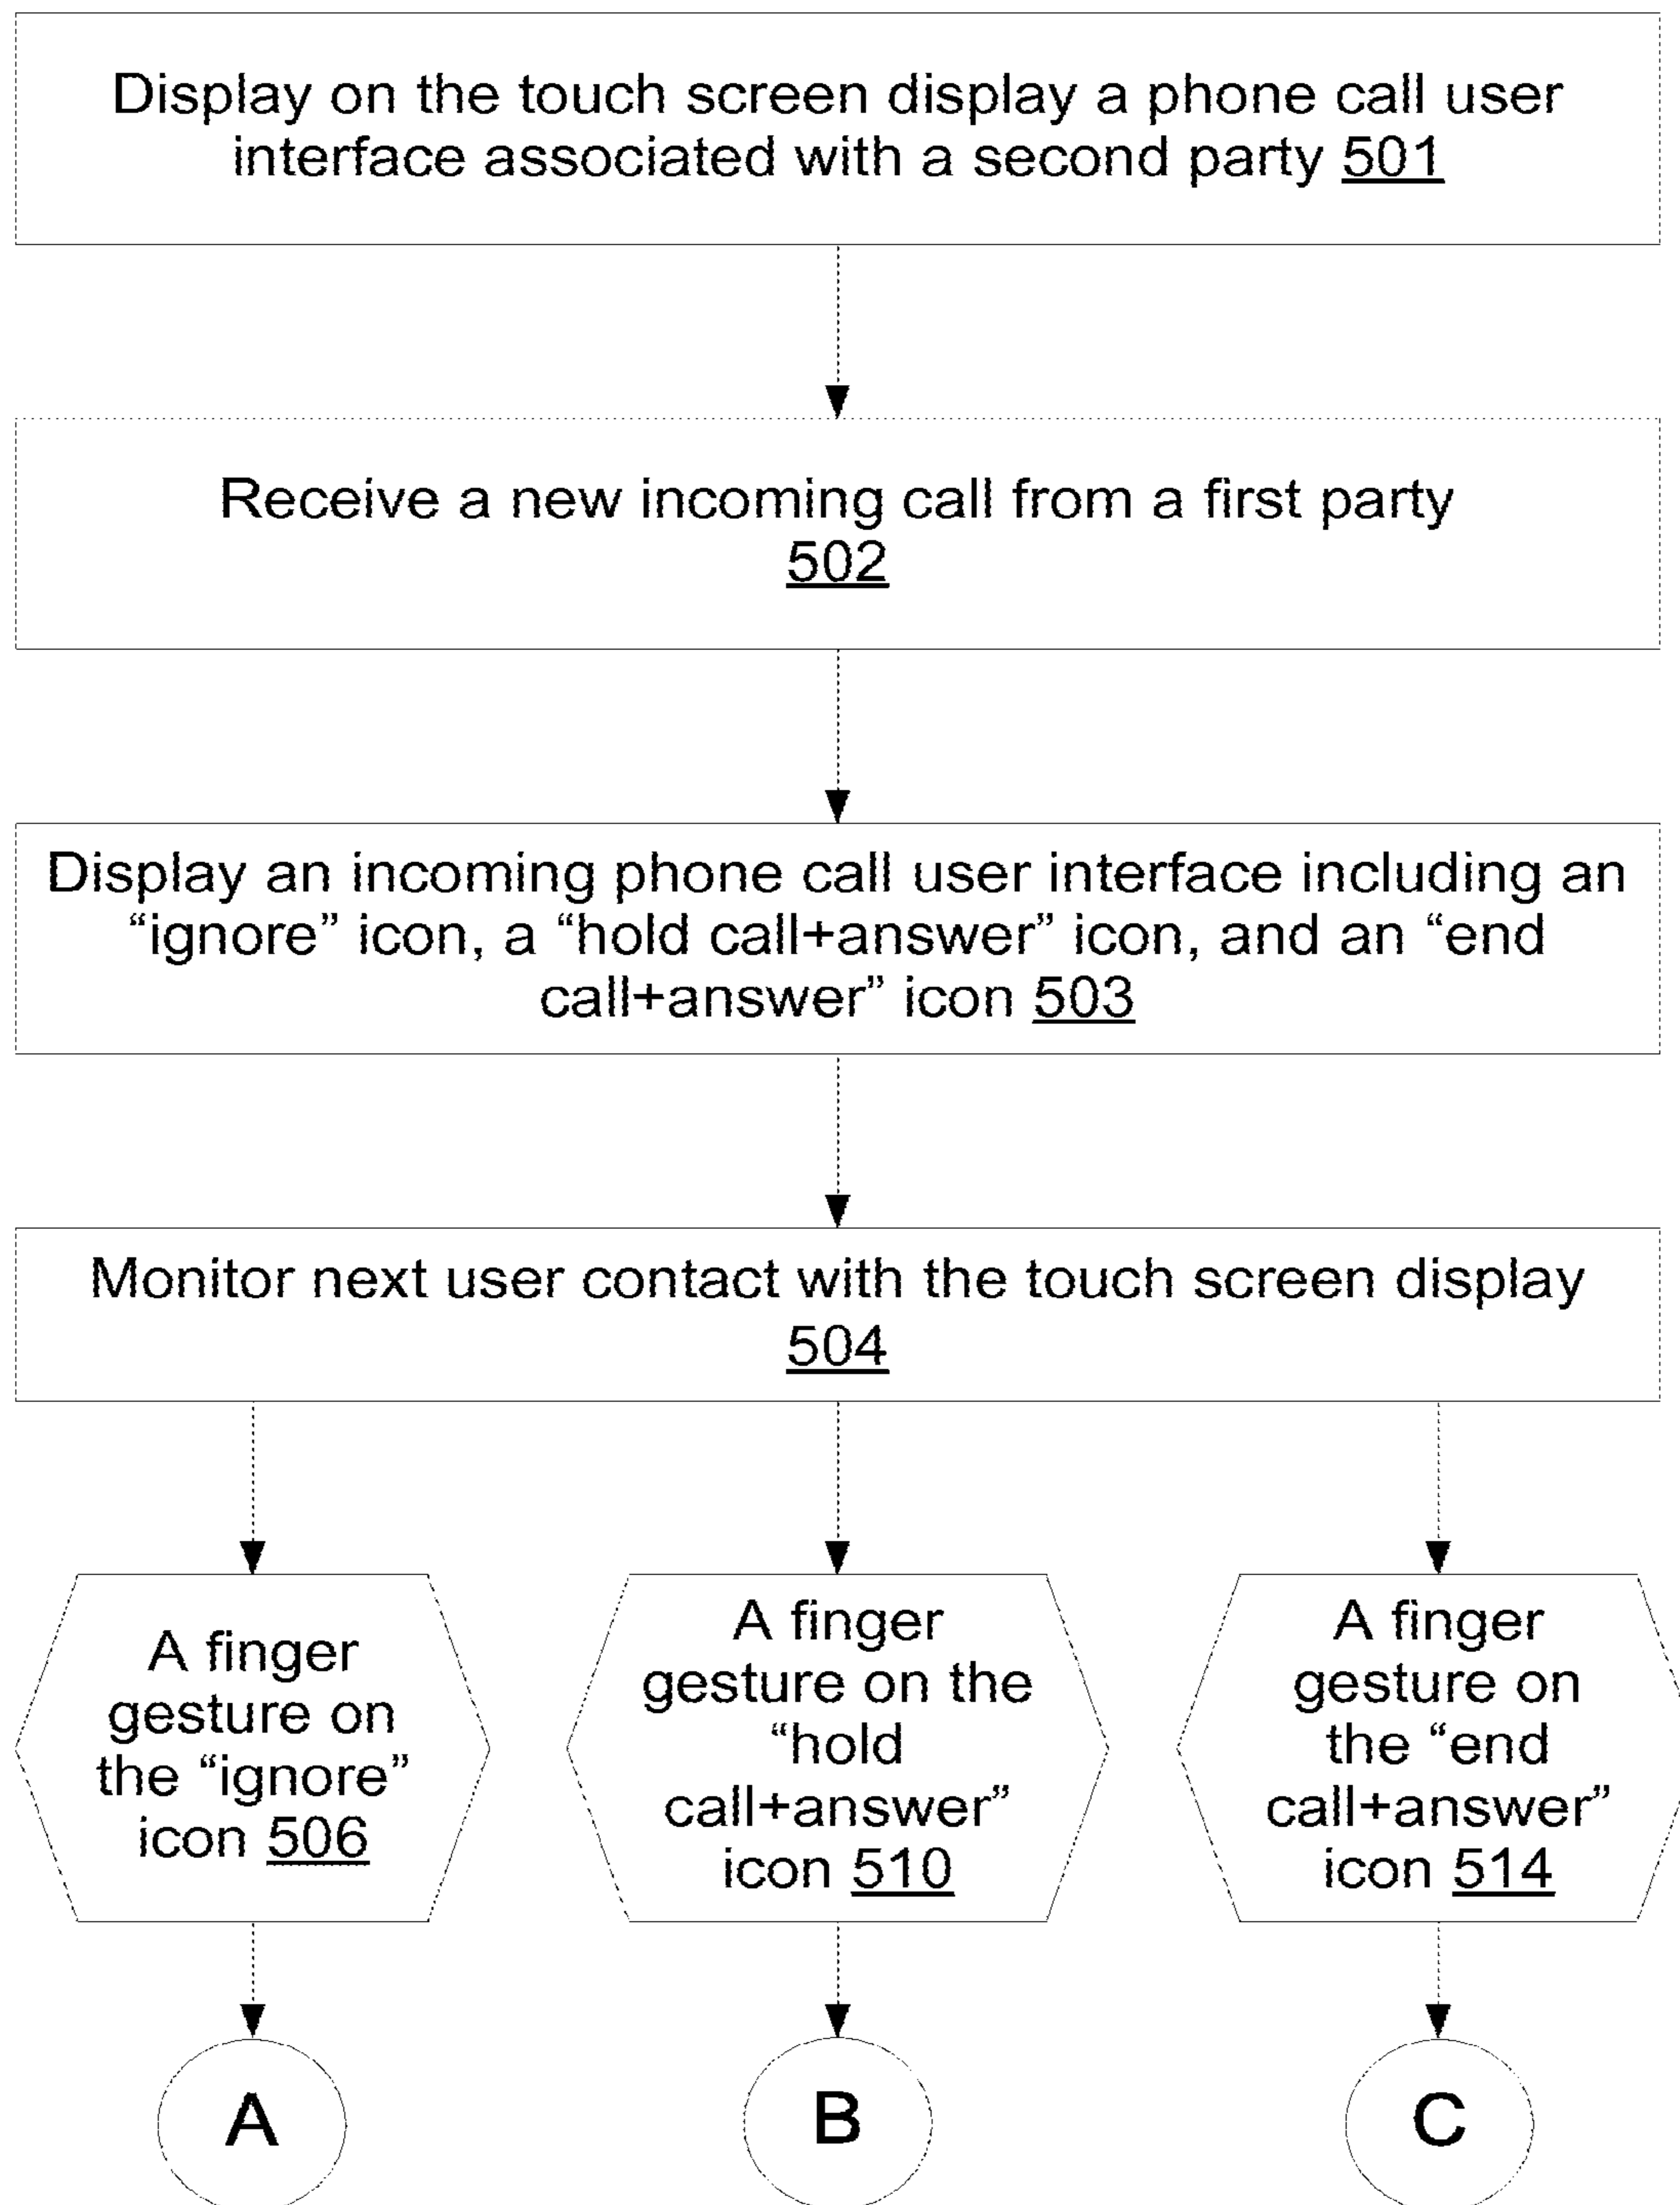 Display on the touch screen display a phone call user
interface associated with a second party 501
Receive a new incoming call from a first party
502
Display an incoming phone call user interface including an
“ignore” icon, a “hold call+answer” icon, and an “end
call+answer” icon 503
Monitor next user contact with the touch screen display
504
A finger
gesture on
the “ignore”
icon 506
A finger
gesture on the
“hold
call+answer”
icon 510
A finger
gesture on
the “end
call+answer”
icon 514
A
B
C